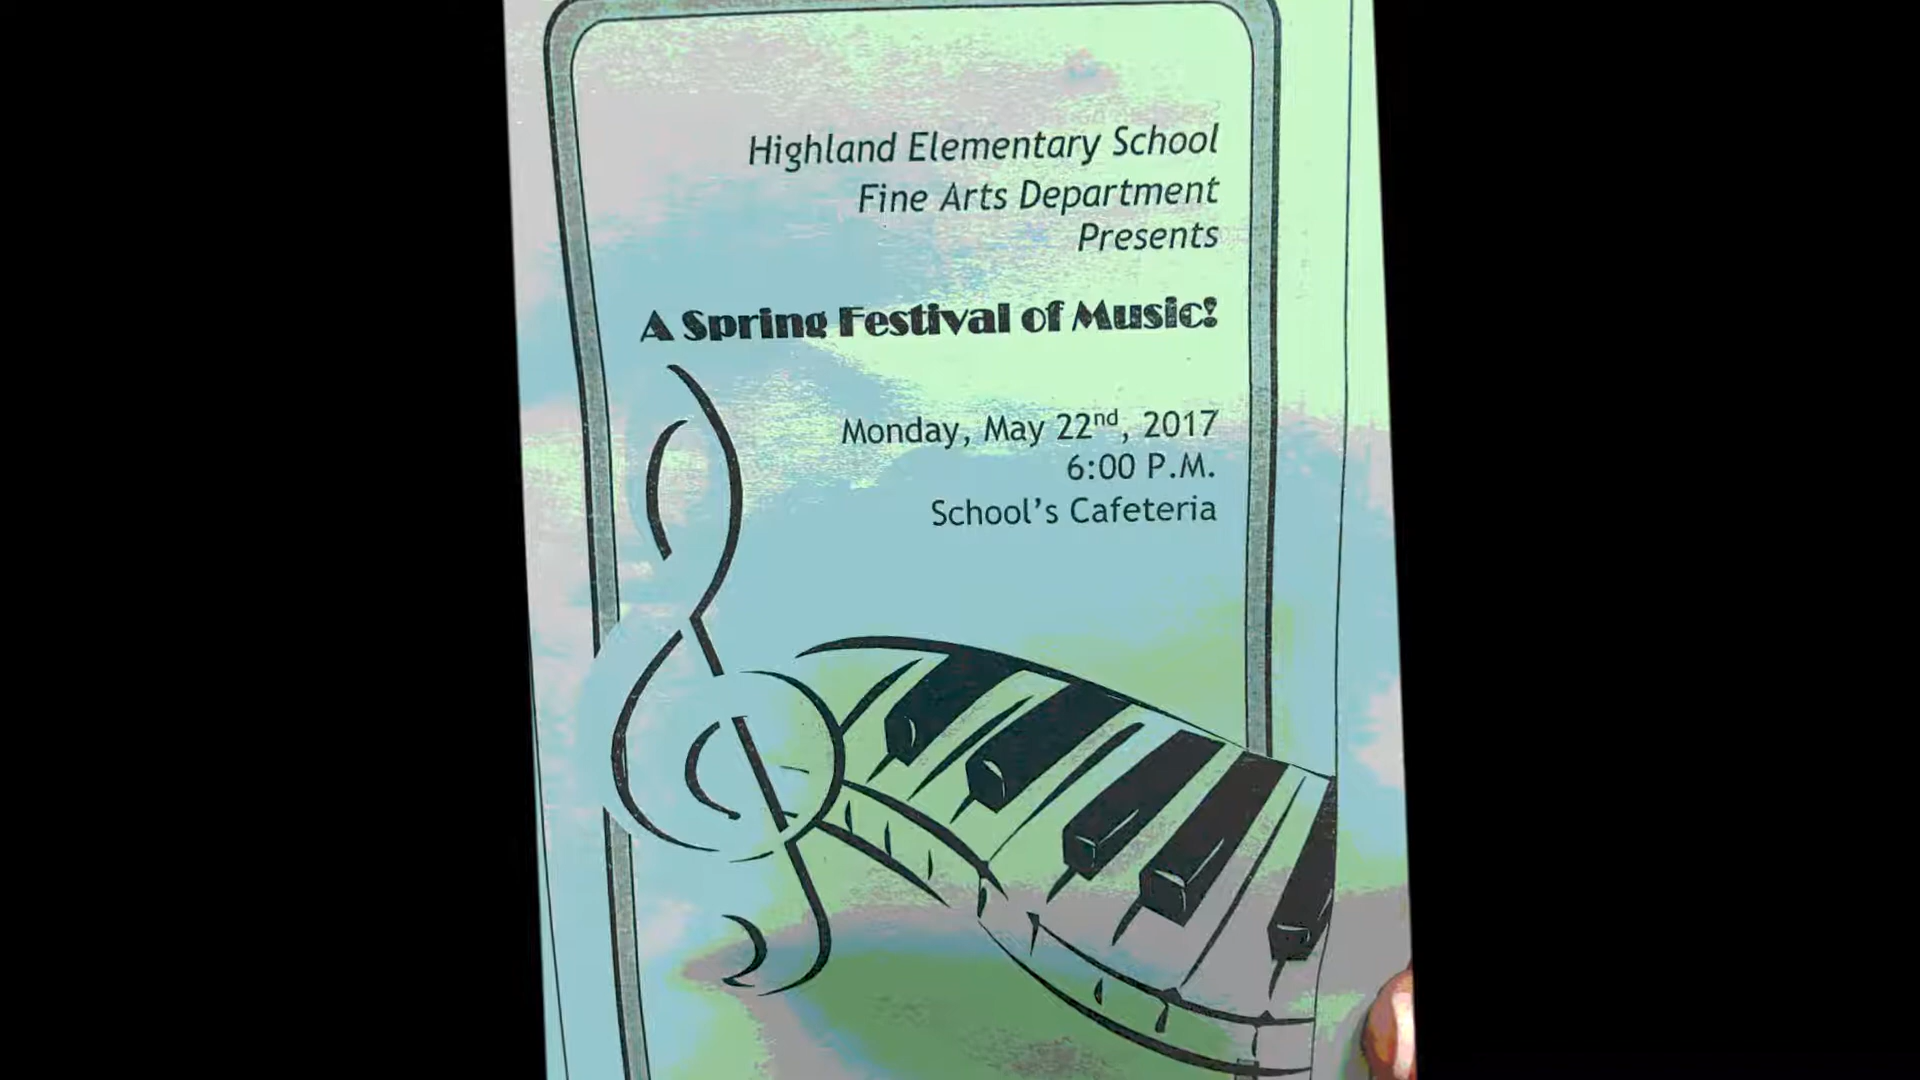 Highland Elementary School
Fine Arts Department
Presents
A Spring Festival of Music!
Monday, May 22nd, 2017
6:00 P.M.
School's Cafeteria